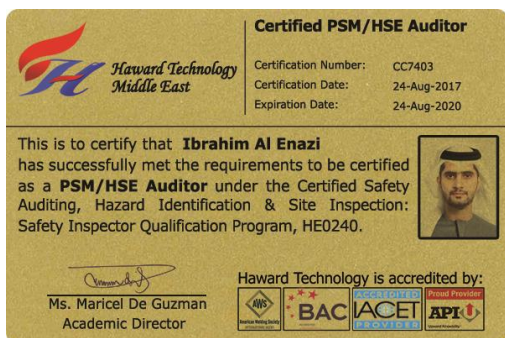 Haward Technology
Middle East
Certified PSM/HSE Auditor
Certification Number: CC7403
Certification Date: 24-Aug-2017
Expiration Date: 24-Aug-2020
This is to certify that Ibrahim Al Enazi
has successfully met the requirements to be certified
as a PSM/HSE Auditor under the Certified Safety
Auditing, Hazard Identification & Site Inspection:
Safety Inspector Qualification Program, HE0240.
Ms. Maricel De Guzman
Academic Director
Haward Technology is accredited by:
AWS
American Welding Society
BAC
ACCREDITED
IACET
PROVIDER
Proud Provider
API